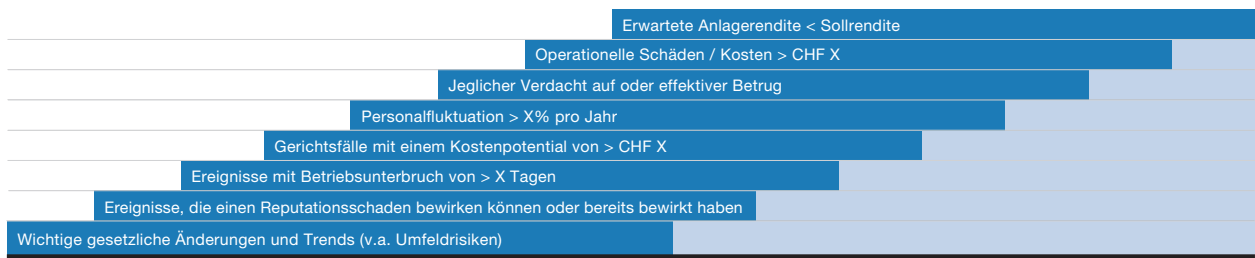 Erwartete Anlagerendite < Sollrendite
Operationelle Schäden / Kosten > CHF X
Jeglicher Verdacht auf oder effektiver Betrug
Personalfluktuation > X% pro Jahr
Gerichtsfälle mit einem Kostenpotential von > CHF X
Ereignisse mit Betriebsunterbruch von > X Tagen
Ereignisse, die einen Reputationsschaden bewirken können oder bereits bewirkt haben
Wichtige gesetzliche Änderungen und Trends (v.a. Umfeldrisiken)